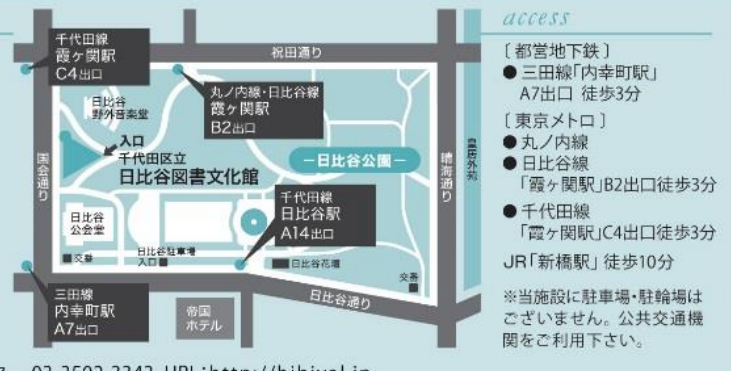 千代田線
霞ヶ関駅
C4出口
祝田通り
丸ノ内線・日比谷線
霞ヶ関駅
B2出口
日比谷
野外音楽堂
入口
千代田区立
日比谷図書文化館
日比谷公園
国会通り
晴海通り
皇居外苑
千代田線
日比谷駅
A14出口
日比谷
公会堂
交番
日比谷駐車場
入口
日比谷花壇
交番
日比谷通り
三田線
内幸町駅
A7出口
帝国
ホテル
access
〔都営地下鉄〕
●三田線「内幸町駅」
A7出口 徒歩3分
〔東京メトロ〕
●丸ノ内線
●日比谷線
「霞ヶ関駅」B2出口徒歩3分
●千代田線
「霞ヶ関駅」C4出口徒歩3分
JR「新橋駅」徒歩10分
※当施設に駐車場・駐輪場は
ございません。公共交通機
関をご利用下さい。